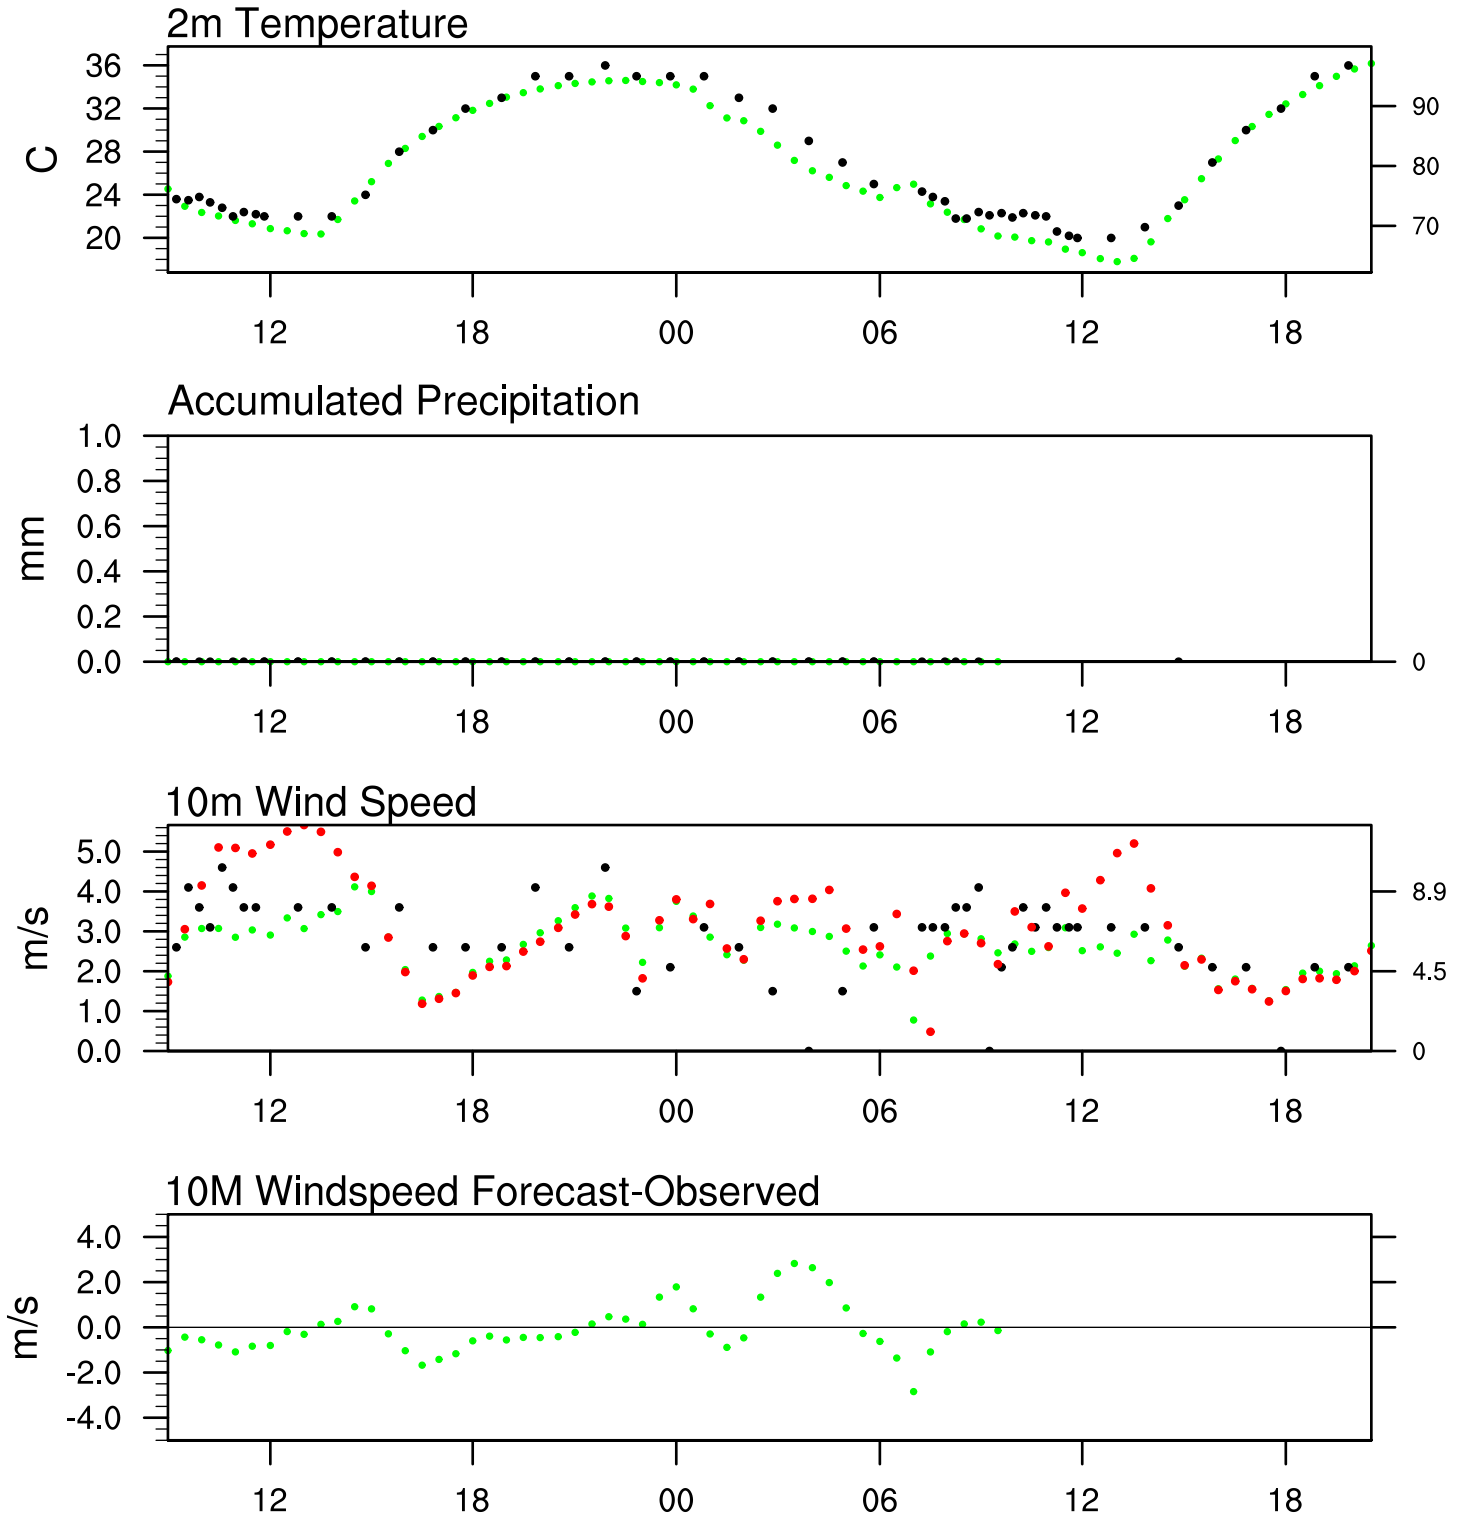 2m Temperature
36
32
28
24
20
C
90
80
70
12 18 00 06 12 18
Accumulated Precipitation
1.0
0.8
0.6
0.4
0.2
0.0
mm
0
12 18 00 06 12 18
10m Wind Speed
5.0
4.0
3.0
2.0
1.0
0.0
m/s
8.9
4.5
0
12 18 00 06 12 18
10M Windspeed Forecast-Observed
4.0
2.0
0.0
-2.0
-4.0
m/s
12 18 00 06 12 18